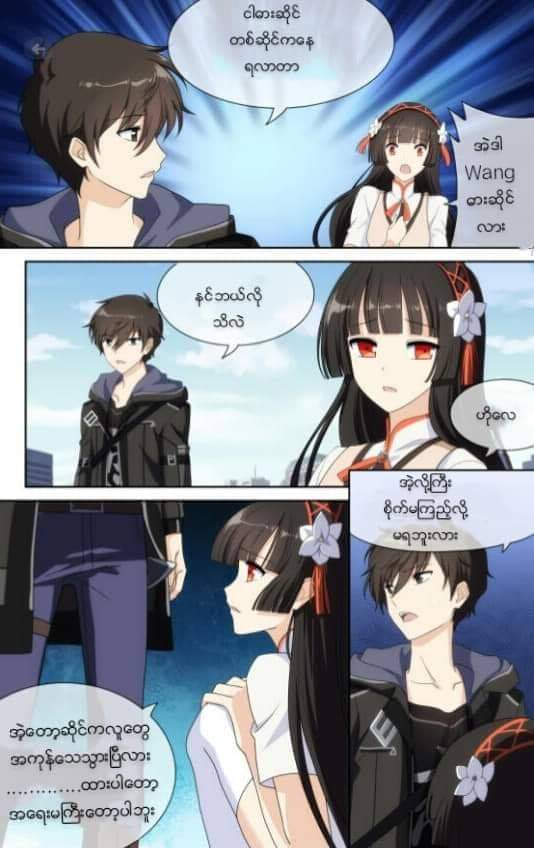 ငါဓားဆိုင်
တစ်ဆိုင်ကနေ
ရလာတာ
အဲဒါ
Wang
ဓားဆိုင်
လား
နင်ဘယ်လို
သိလဲ
ဟိုလေ
အဲ့လိုကြီး
စိုက်မကြည့်လို့
မရဘူးလား
အဲ့တော့ဆိုင်ကလူတွေ
အကုန်သေသွားပြီလား
............ထားပါတော့
အရေးမကြီးတော့ပါဘူး